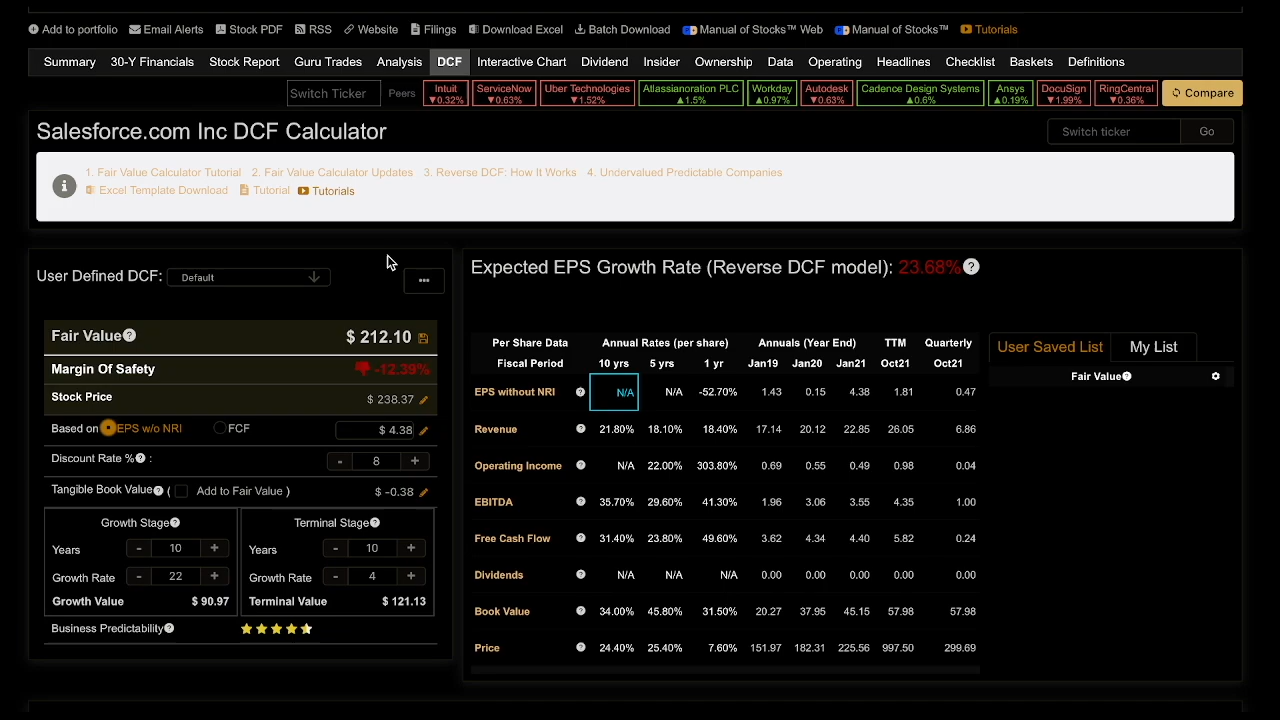 Add to portfolio Email Alerts Stock PDF RSS Website Filings Download Excel Batch Download Manual of Stocks™ Web Manual of Stocks™ Tutorials
Summary 30-Y Financials Stock Report Guru Trades Analysis DCF Interactive Chart Dividend Insider Ownership Data Operating Headlines Checklist Baskets Definitions
Switch Ticker Peers Intuit ▼0.32% ServiceNow ▼0.63% Uber Technologies ▼1.52% Atlassianoration PLC ▲1.5% Workday ▲0.97% Autodesk ▼0.63% Cadence Design Systems ▲0.6% Ansys ▲0.19% DocuSign ▼1.99% RingCentral ▼0.36% Compare
Salesforce.com Inc DCF Calculator Switch ticker Go
1. Fair Value Calculator Tutorial 2. Fair Value Calculator Updates 3. Reverse DCF: How It Works 4. Undervalued Predictable Companies
Excel Template Download Tutorial Tutorials
User Defined DCF: Default ...
Fair Value $ 212.10
Margin Of Safety -12.39%
Stock Price $ 238.37
Based on EPS w/o NRI FCF $ 4.38
Discount Rate % : - 8 +
Tangible Book Value ( Add to Fair Value ) $ -0.38
Growth Stage Terminal Stage
Years - 10 + Years - 10 +
Growth Rate - 22 + Growth Rate - 4 +
Growth Value $ 90.97 Terminal Value $ 121.13
Business Predictability
Expected EPS Growth Rate (Reverse DCF model): 23.68%
Per Share Data Annual Rates (per share) Annuals (Year End) TTM Quarterly
Fiscal Period 10 yrs 5 yrs 1 yr Jan19 Jan20 Jan21 Oct21 Oct21
EPS without NRI N/A N/A -52.70% 1.43 0.15 4.38 1.81 0.47
Revenue 21.80% 18.10% 18.40% 17.14 20.12 22.85 26.05 6.86
Operating Income N/A 22.00% 303.80% 0.69 0.55 0.49 0.98 0.04
EBITDA 35.70% 29.60% 41.30% 1.96 3.06 3.55 4.35 1.00
Free Cash Flow 31.40% 23.80% 49.60% 3.62 4.34 4.40 5.82 0.24
Dividends N/A N/A N/A 0.00 0.00 0.00 0.00 0.00
Book Value 34.00% 45.80% 31.50% 20.27 37.95 45.15 57.98 57.98
Price 24.40% 25.40% 7.60% 151.97 182.31 225.56 997.50 299.69
User Saved List My List
Fair Value